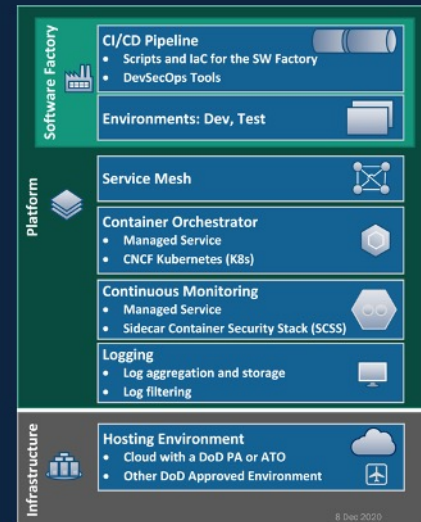 Software Factory
CI/CD Pipeline
• Scripts and IaC for the SW Factory
• DevSecOps Tools
Environments: Dev, Test
Platform
Service Mesh
Container Orchestrator
• Managed Service
• CNCF Kubernetes (K8s)
Continuous Monitoring
• Managed Service
• Sidecar Container Security Stack (SCSS)
Logging
• Log aggregation and storage
• Log filtering
Infrastructure
Hosting Environment
• Cloud with a DoD PA or ATO
• Other DoD Approved Environment
8 Dec 2020